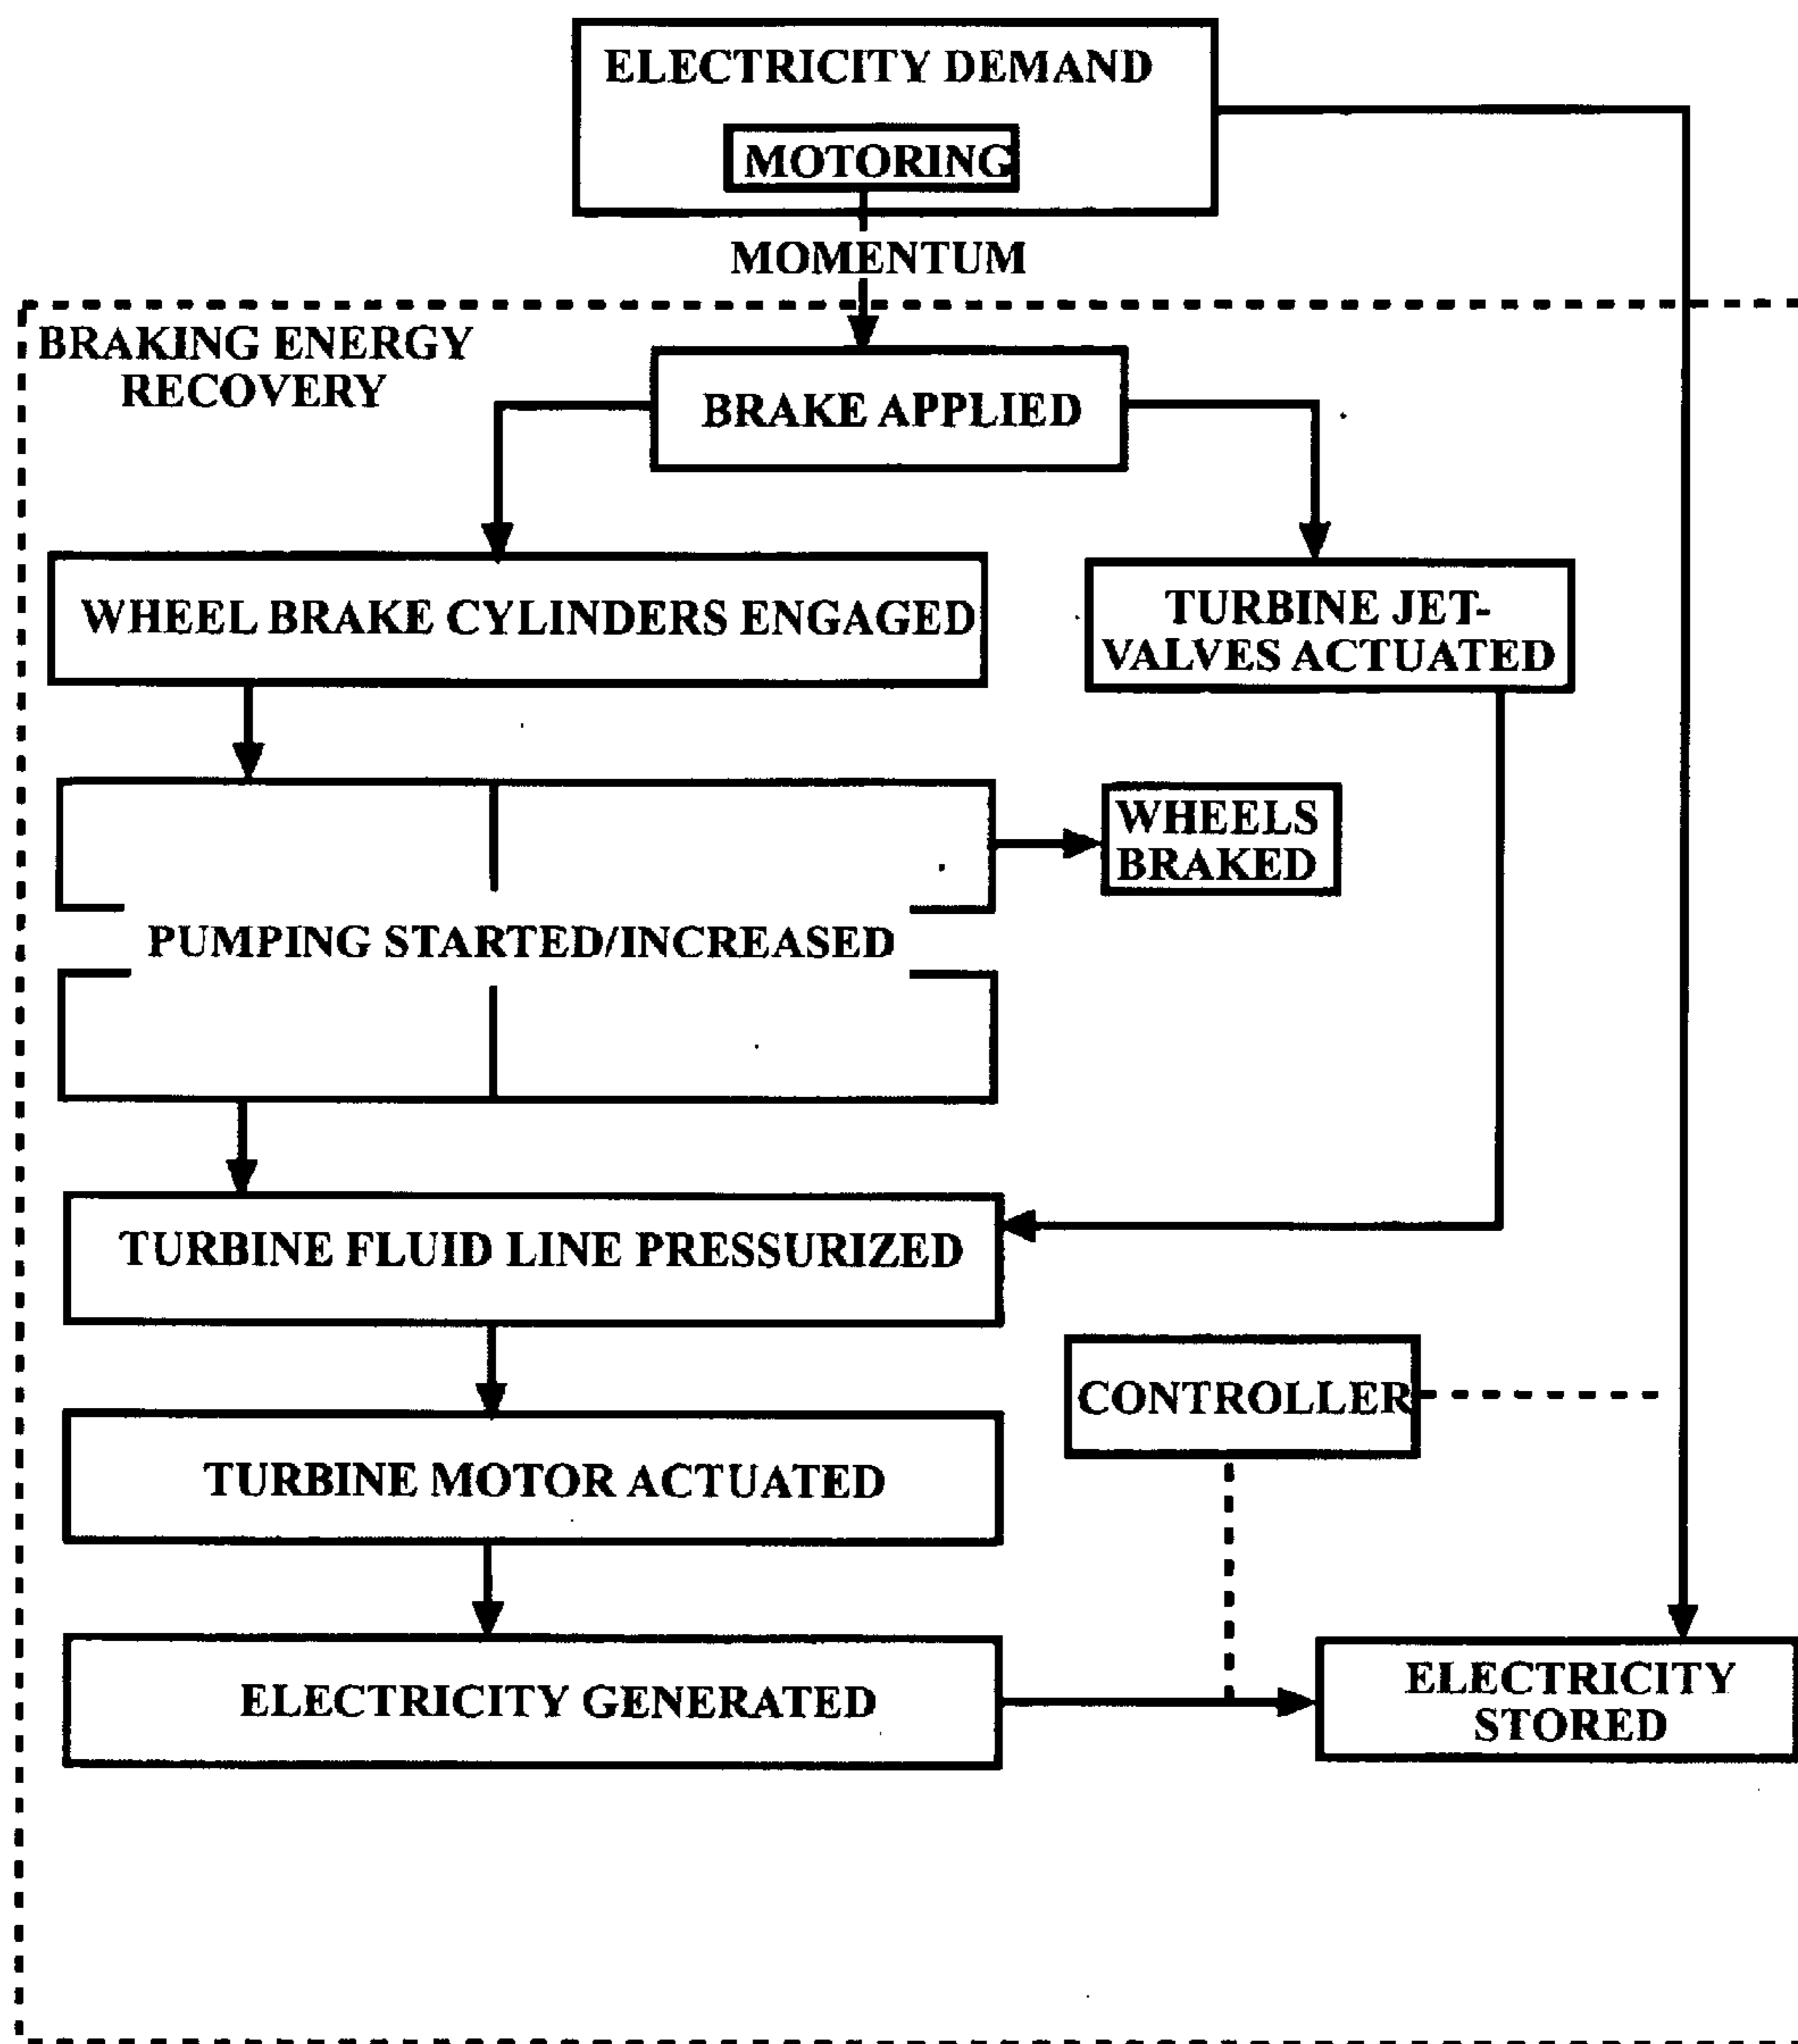 ELECTRICITY DEMAND
MOTORING
MOMENTUM
BRAKING ENERGY
RECOVERY
BRAKE APPLIED
WHEEL BRAKE CYLINDERS ENGAGED
TURBINE JET-
VALVES ACTUATED
WHEELS
BRAKED
PUMPING STARTED/INCREASED
TURBINE FLUID LINE PRESSURIZED
CONTROLLER
TURBINE MOTOR ACTUATED
ELECTRICITY GENERATED
ELECTRICITY
STORED